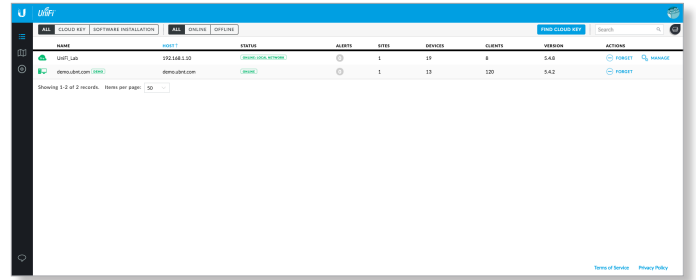 U UniFi
ALL CLOUD KEY SOFTWARE INSTALLATION ALL ONLINE OFFLINE FIND CLOUD KEY Search
NAME HOST STATUS ALERTS SITES DEVICES CLIENTS VERSION ACTIONS
UniFi_Lab 192.168.1.10 ONLINE, LOCAL NETWORK 0 1 19 8 5.4.8 FORGET MANAGE
demo.ubnt.com DEMO demo.ubnt.com ONLINE 0 1 13 120 5.4.2 FORGET
Showing 1-2 of 2 records. Items per page: 50
Terms of Service Privacy Policy